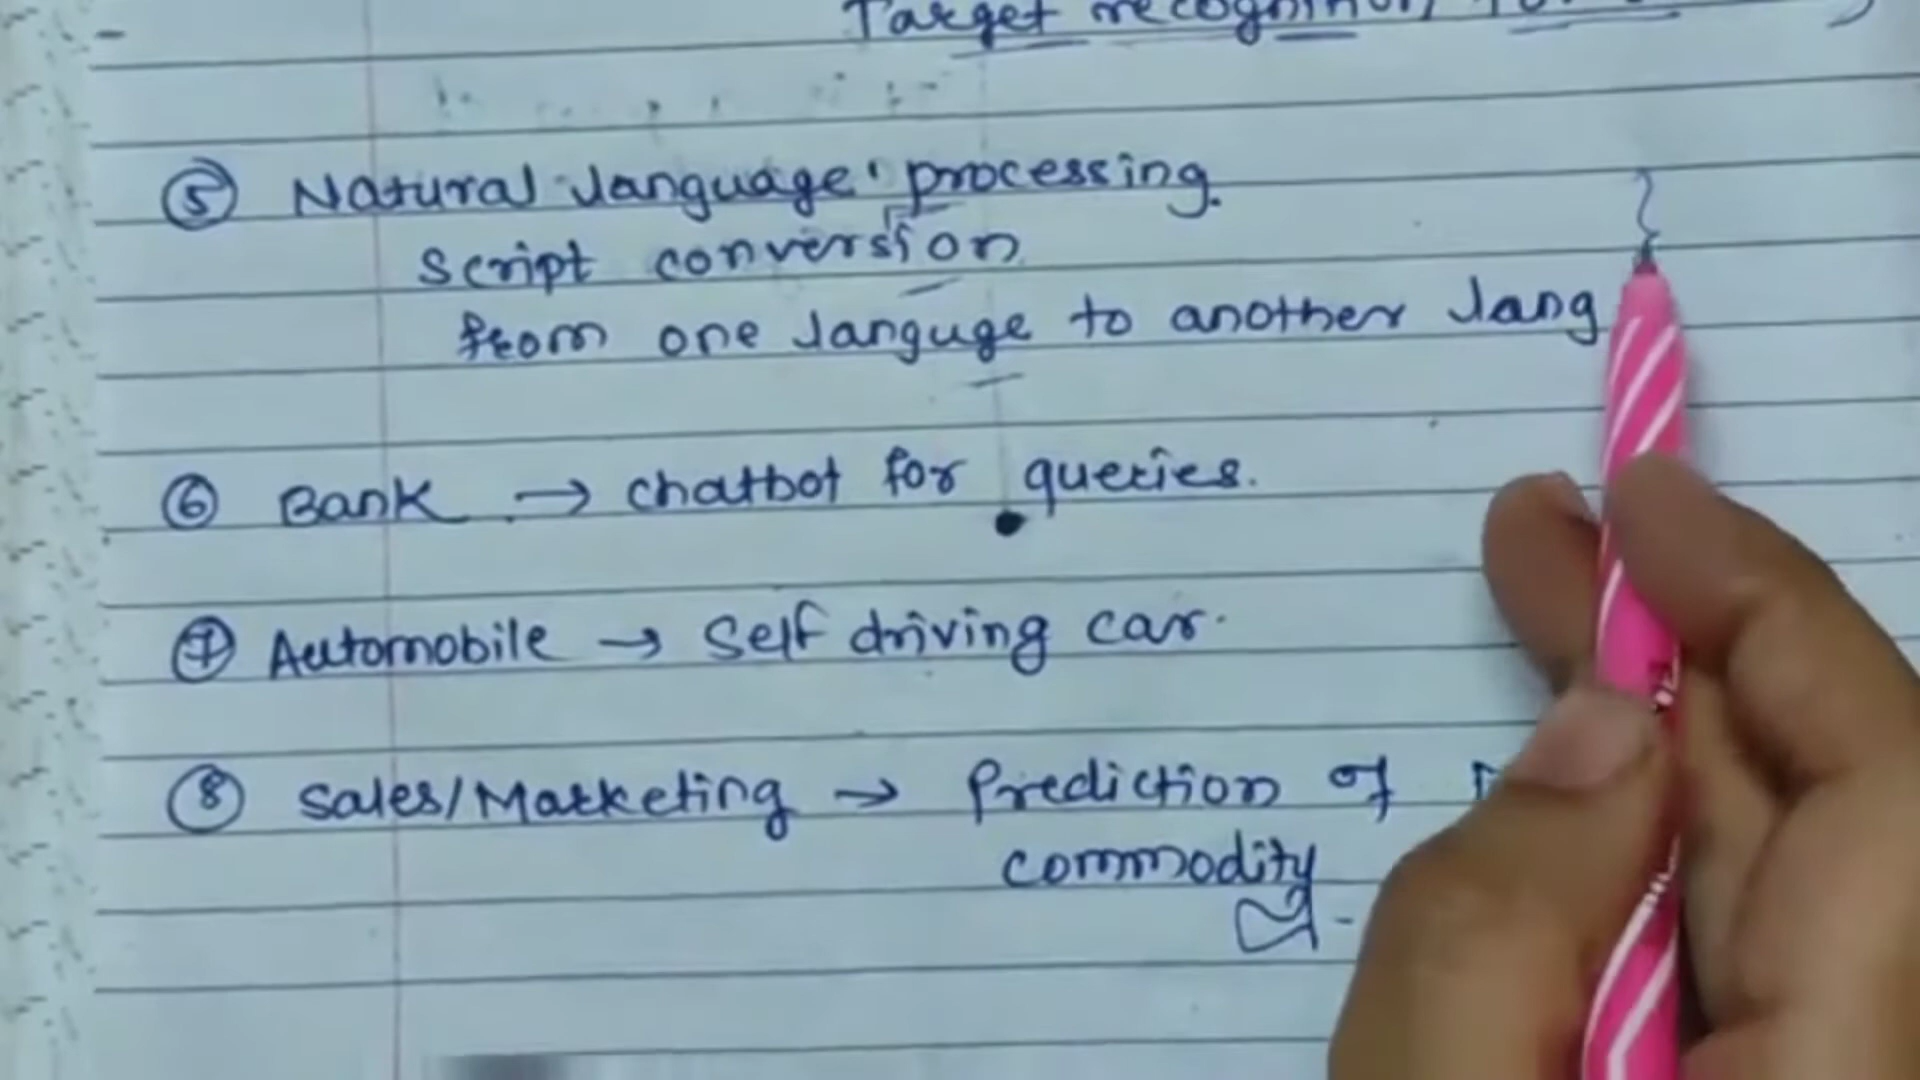 Target recognition
⑤ Natural language processing.
script conversion
from one languge to another lang
⑥ Bank → chatbot for queries.
⑦ Automobile → Self driving car.
⑧ Sales/Marketing → Prediction of
commodity